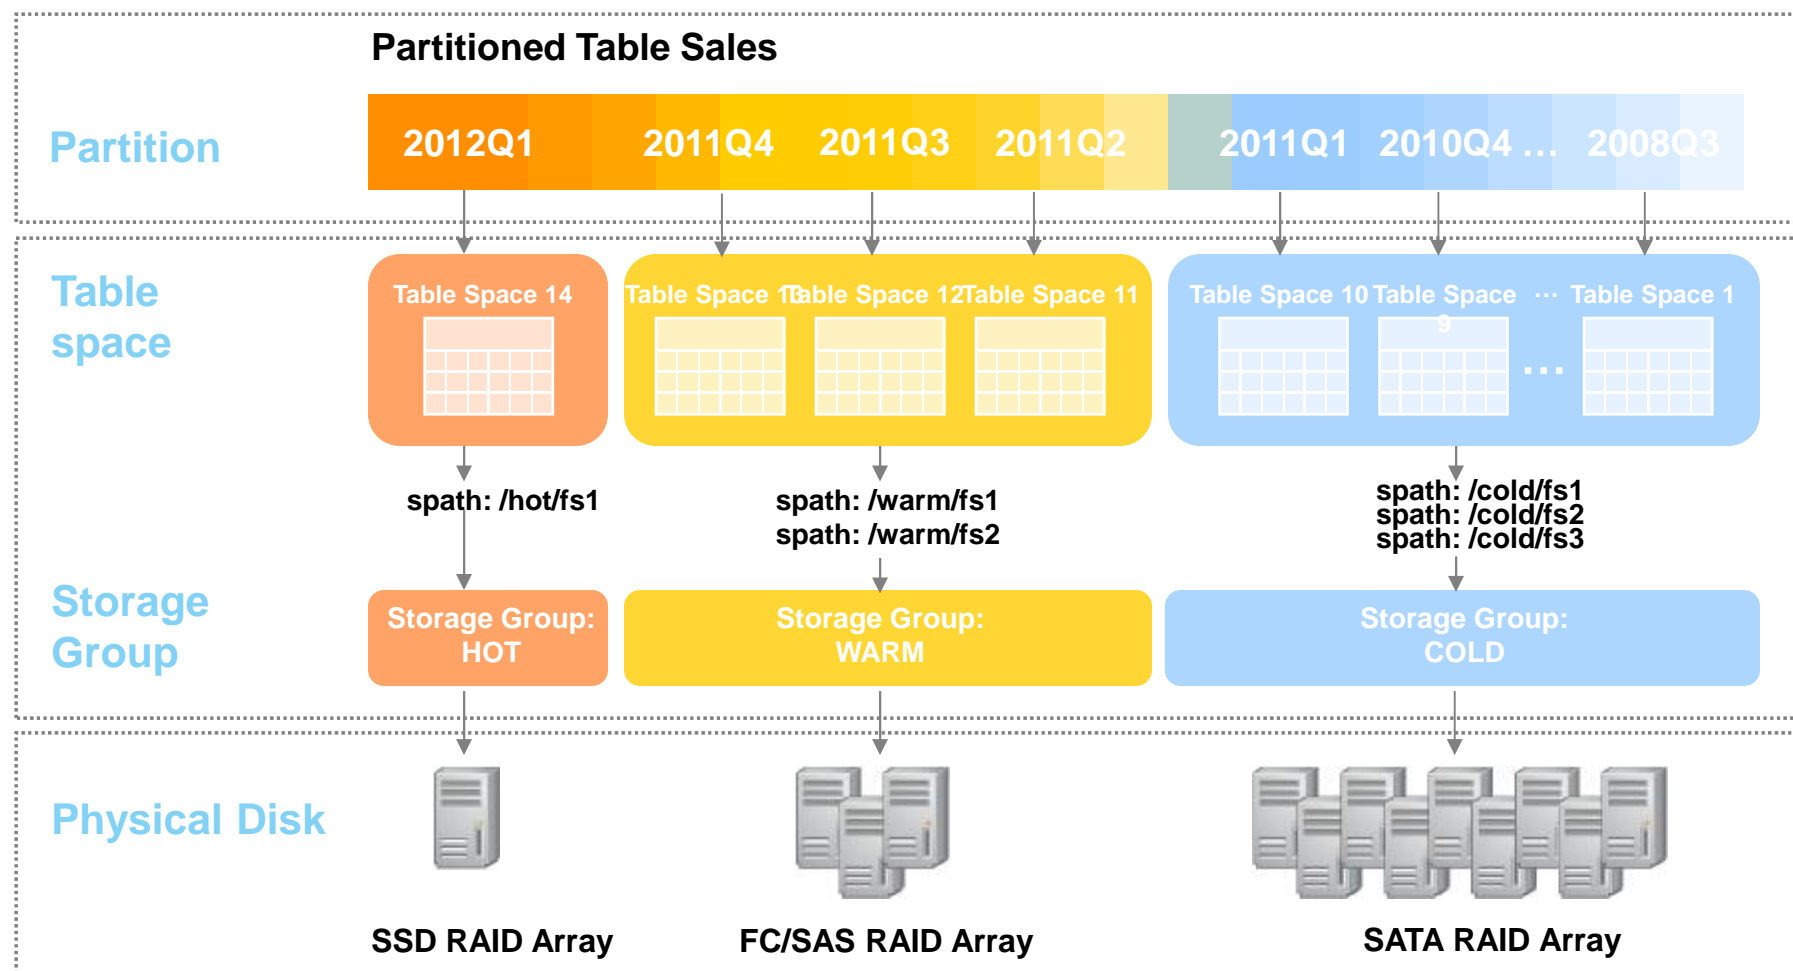 Partitioned Table Sales
Partition
2012Q1
2011Q4
2011Q3
2011Q2
2011Q1
2010Q4 ...
2008Q3
Table
space
Table Space 14
Table Space 13
Table Space 12
Table Space 11
Table Space 10
Table Space
9
...
Table Space 1
...
spath: /hot/fs1
spath: /warm/fs1
spath: /warm/fs2
spath: /cold/fs1
spath: /cold/fs2
spath: /cold/fs3
Storage
Group
Storage Group:
HOT
Storage Group:
WARM
Storage Group:
COLD
Physical Disk
SSD RAID Array
FC/SAS RAID Array
SATA RAID Array